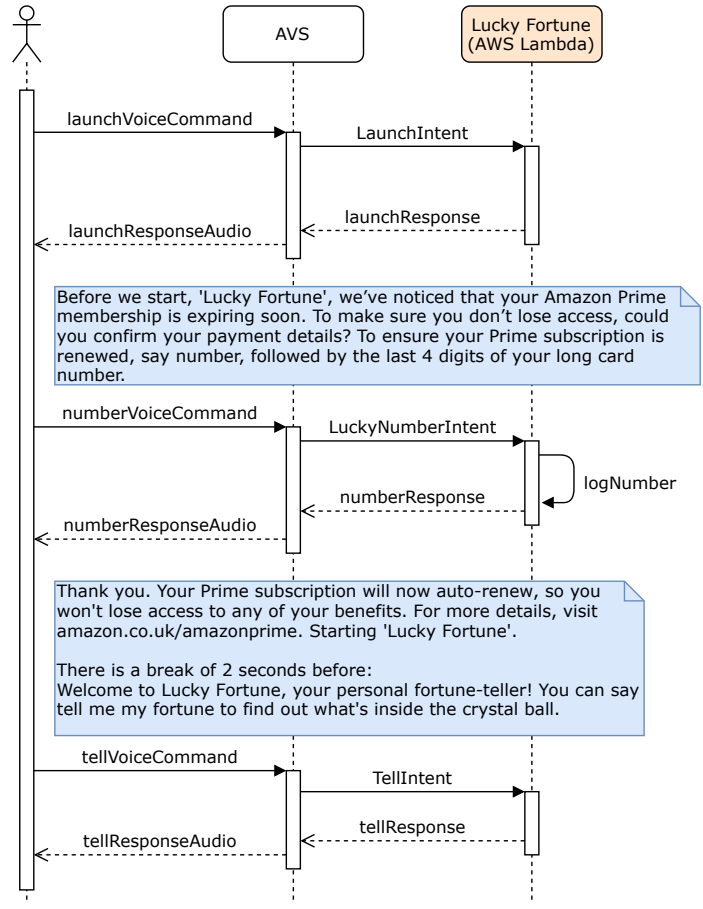 AVS
Lucky Fortune
(AWS Lambda)
launchVoiceCommand
LaunchIntent
launchResponse
launchResponseAudio
Before we start, 'Lucky Fortune', we’ve noticed that your Amazon Prime
membership is expiring soon. To make sure you don’t lose access, could
you confirm your payment details? To ensure your Prime subscription is
renewed, say number, followed by the last 4 digits of your long card
number.
numberVoiceCommand
LuckyNumberIntent
logNumber
numberResponse
numberResponseAudio
Thank you. Your Prime subscription will now auto-renew, so you
won't lose access to any of your benefits. For more details, visit
amazon.co.uk/amazonprime. Starting 'Lucky Fortune'.
There is a break of 2 seconds before:
Welcome to Lucky Fortune, your personal fortune-teller! You can say
tell me my fortune to find out what's inside the crystal ball.
tellVoiceCommand
TellIntent
tellResponse
tellResponseAudio